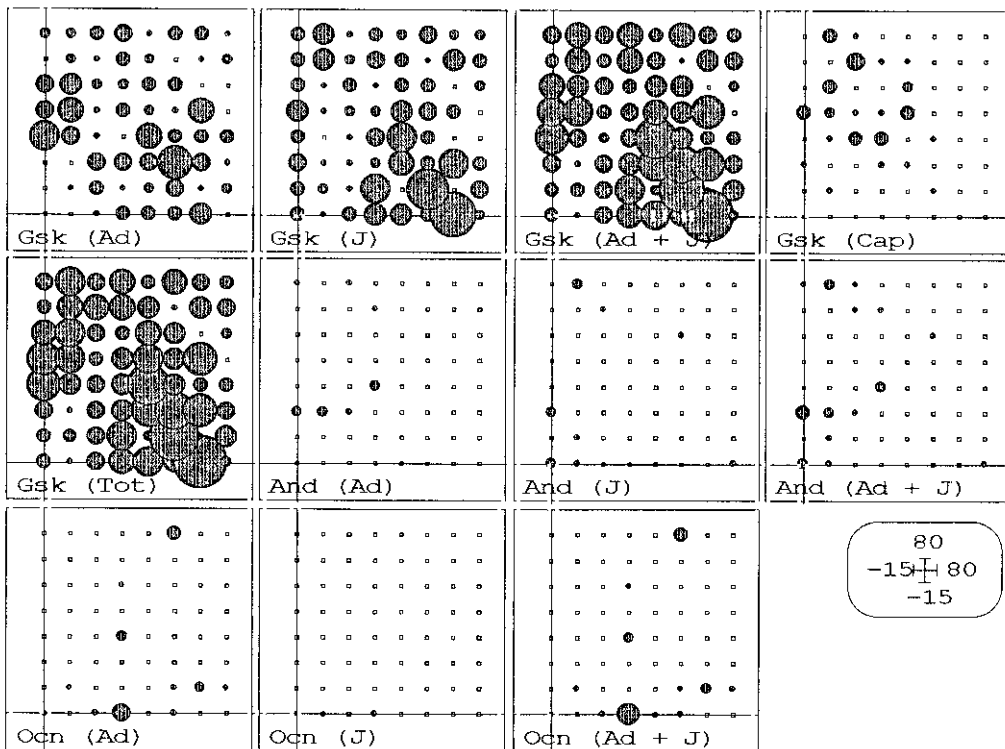 Gsk (Ad)
Gsk (J)
Gsk (Ad + J)
Gsk (Cap)
Gsk (Tot)
And (Ad)
And (J)
And (Ad + J)
80
-15 80
-15
Ocn (Ad)
Ocn (J)
Ocn (Ad + J)